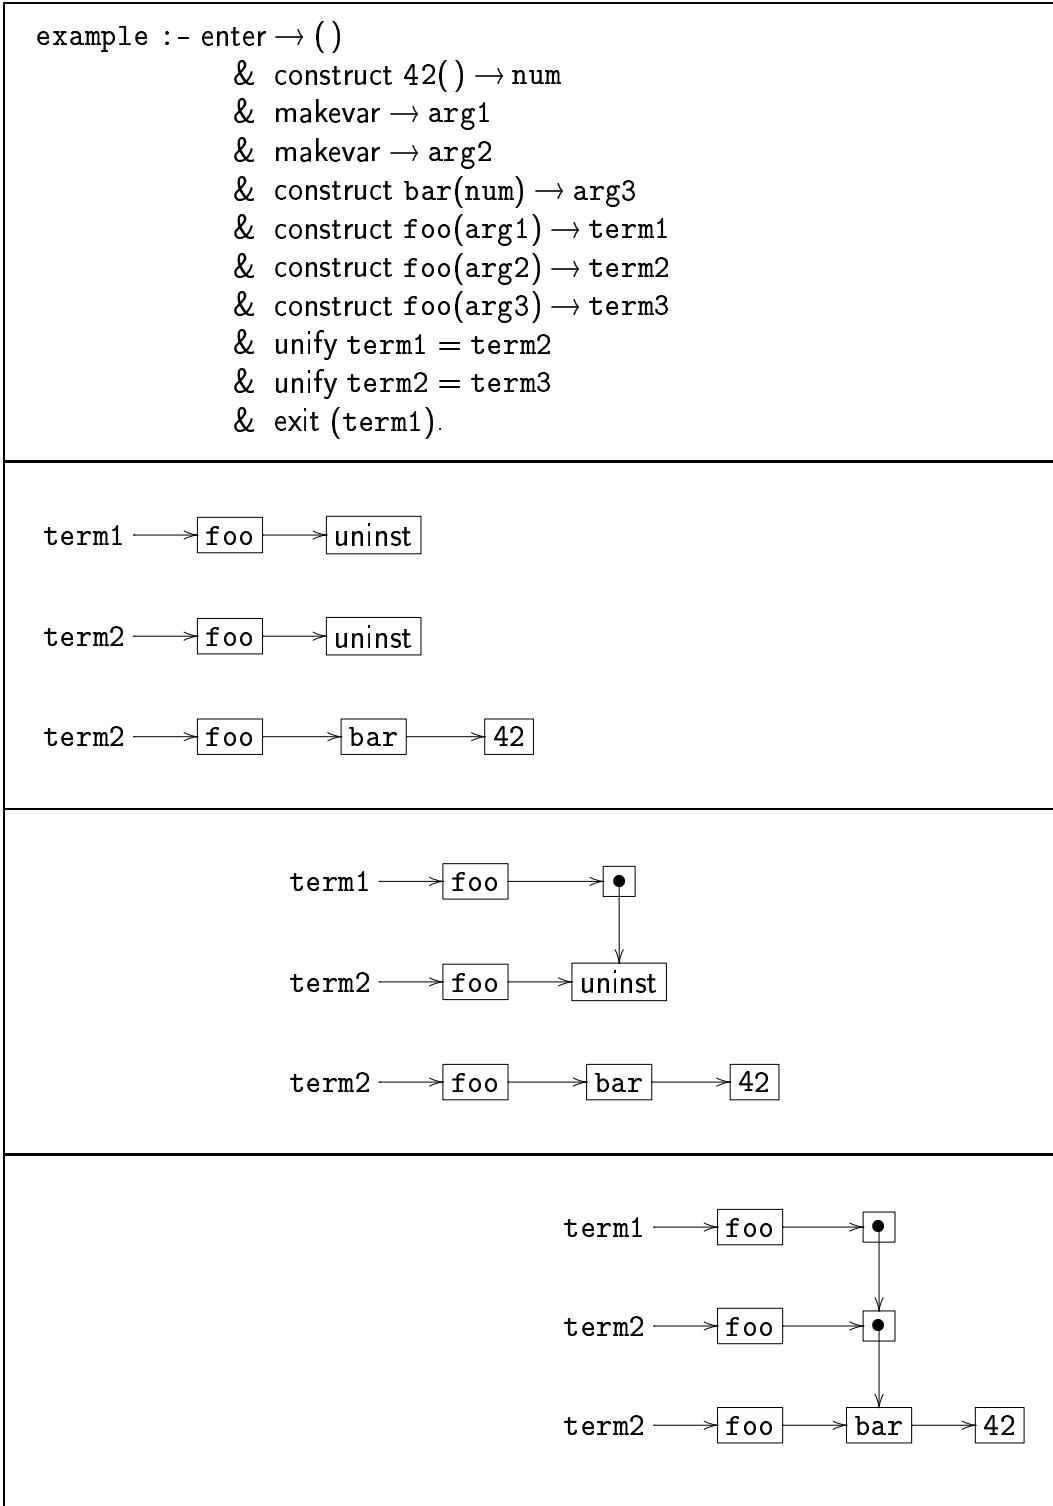 example :- enter → ()
& construct 42() → num
& makevar → arg1
& makevar → arg2
& construct bar(num) → arg3
& construct foo(arg1) → term1
& construct foo(arg2) → term2
& construct foo(arg3) → term3
& unify term1 = term2
& unify term2 = term3
& exit (term1).
term1 foo uninst
term2 foo uninst
term2 foo bar 42
term1 foo
term2 foo uninst
term2 foo bar 42
term1 foo
term2 foo
term2 foo bar 42